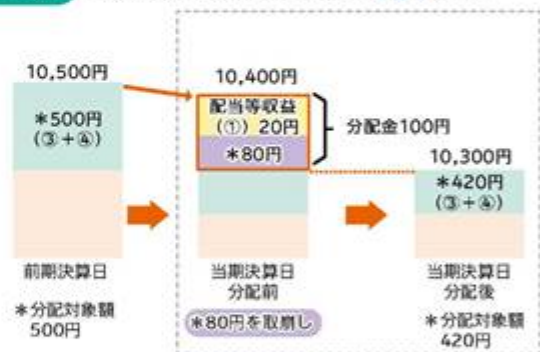 10,500円
*500円
(③+④)
前期決算日
*分配対象額
500円
10,400円
配当等収益
(①) 20円
*80円
分配金100円
当期決算日
分配前
*80円を取崩し
10,300円
*420円
(③+④)
当期決算日
分配後
*分配対象額
420円